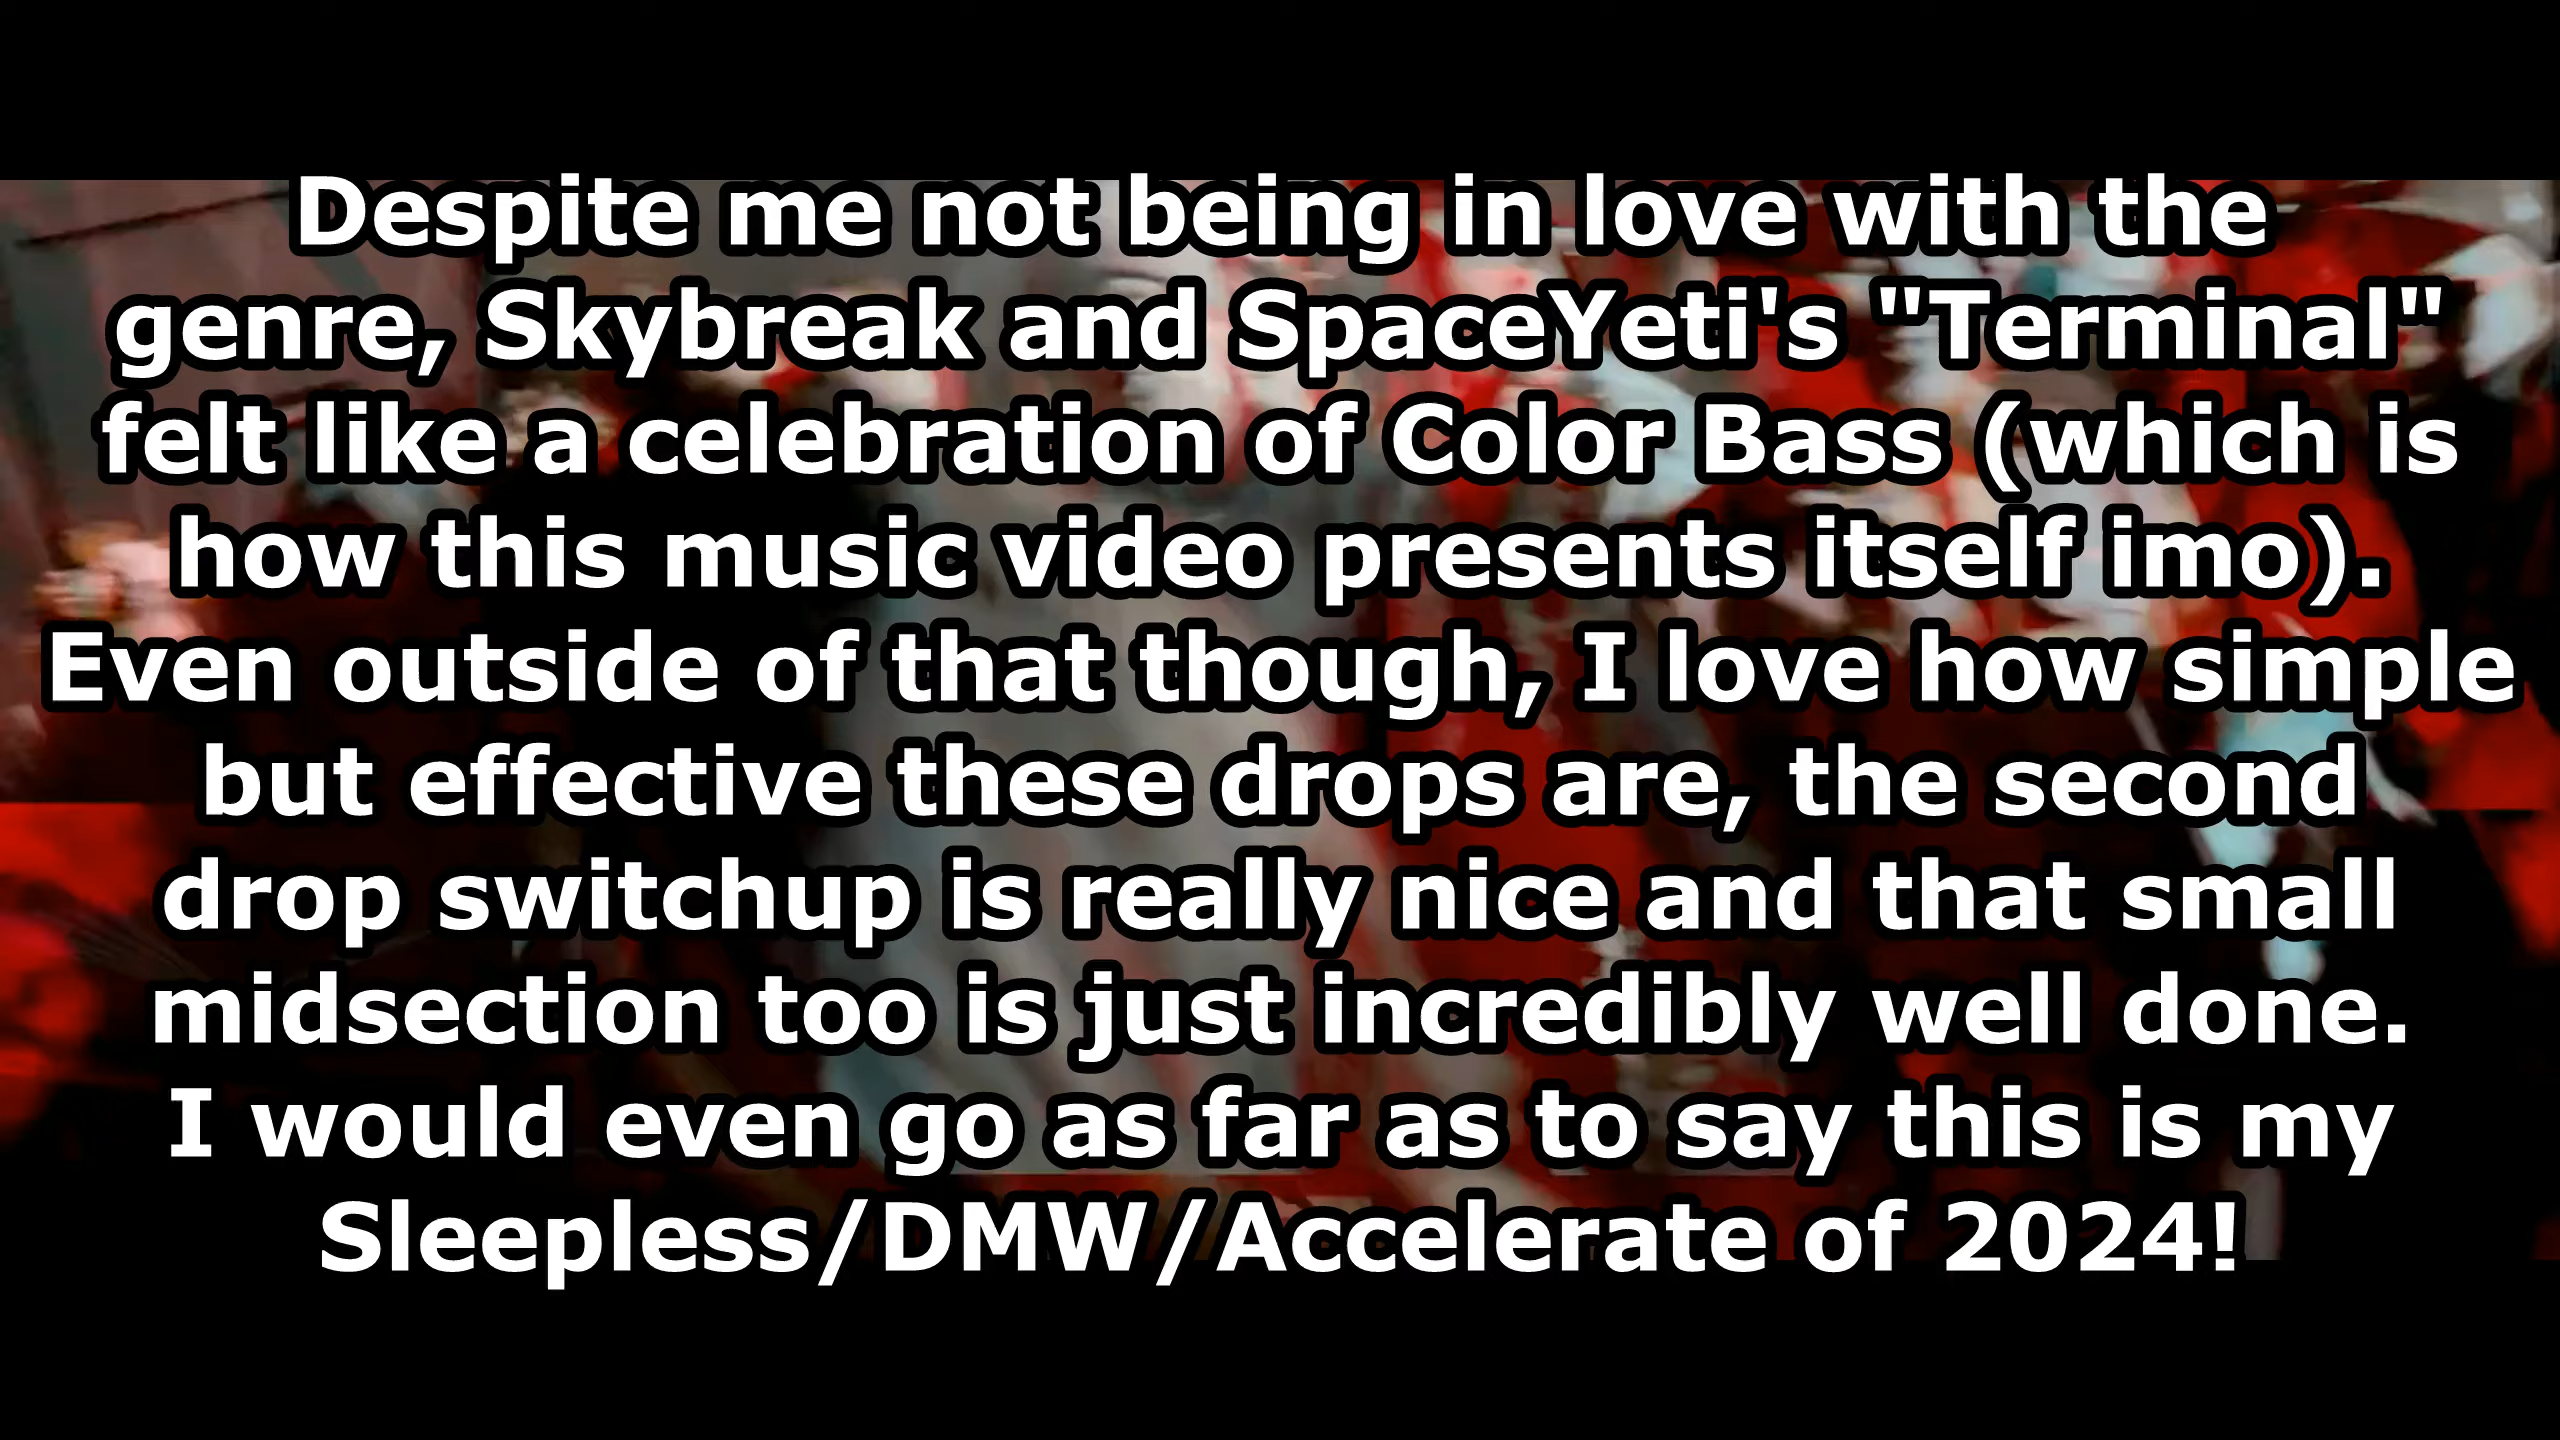 Despite me not being in love with the
genre, Skybreak and SpaceYeti's "Terminal"
felt like a celebration of Color Bass (which is
how this music video presents itself imo).
Even outside of that though, I love how simple
but effective these drops are, the second
drop switchup is really nice and that small
midsection too is just incredibly well done.
I would even go as far as to say this is my
Sleepless/DMW/Accelerate of 2024!